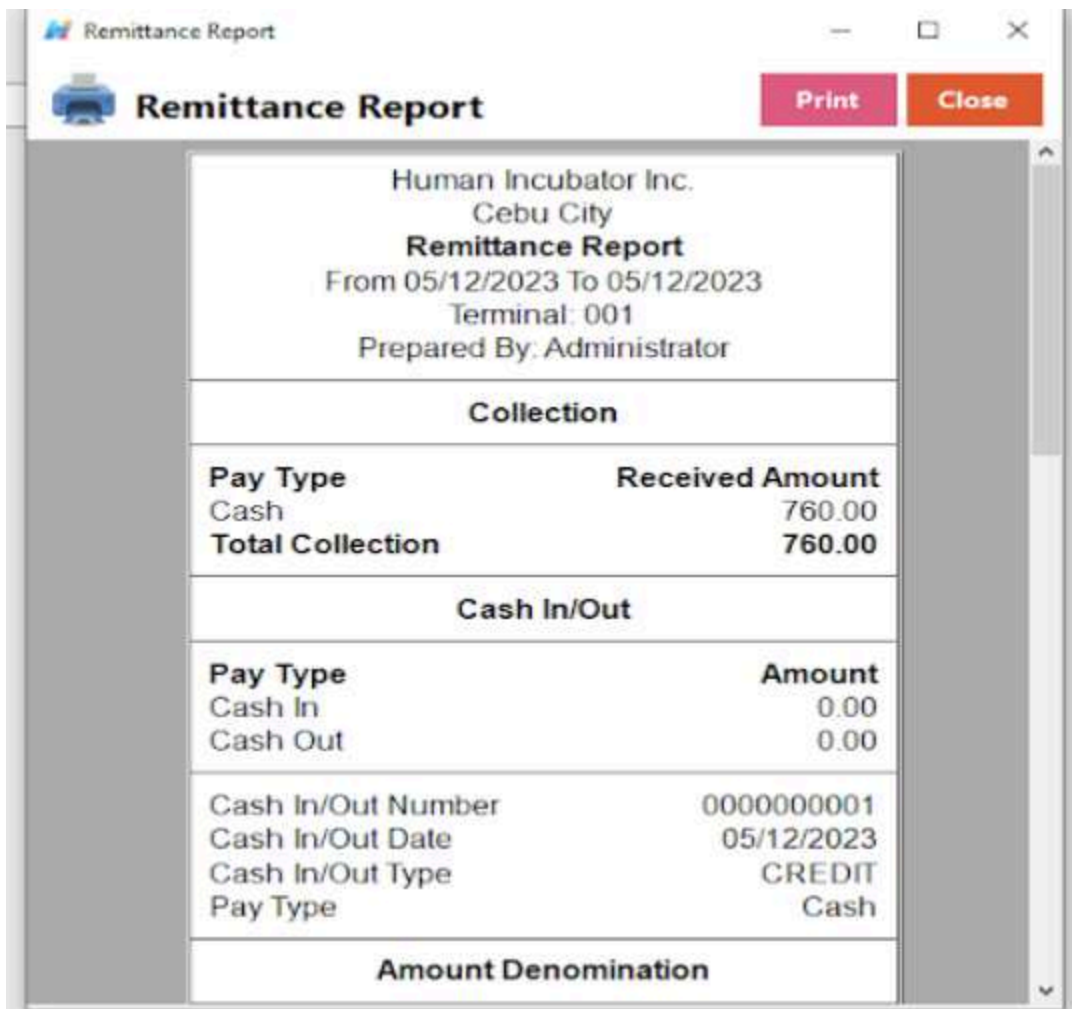 Remittance Report
Remittance Report
Print
Close
Human Incubator Inc.
Cebu City
Remittance Report
From 05/12/2023 To 05/12/2023
Terminal: 001
Prepared By: Administrator
Collection
Pay Type Received Amount
Cash 760.00
Total Collection 760.00
Cash In/Out
Pay Type Amount
Cash In 0.00
Cash Out 0.00
Cash In/Out Number 0000000001
Cash In/Out Date 05/12/2023
Cash In/Out Type CREDIT
Pay Type Cash
Amount Denomination